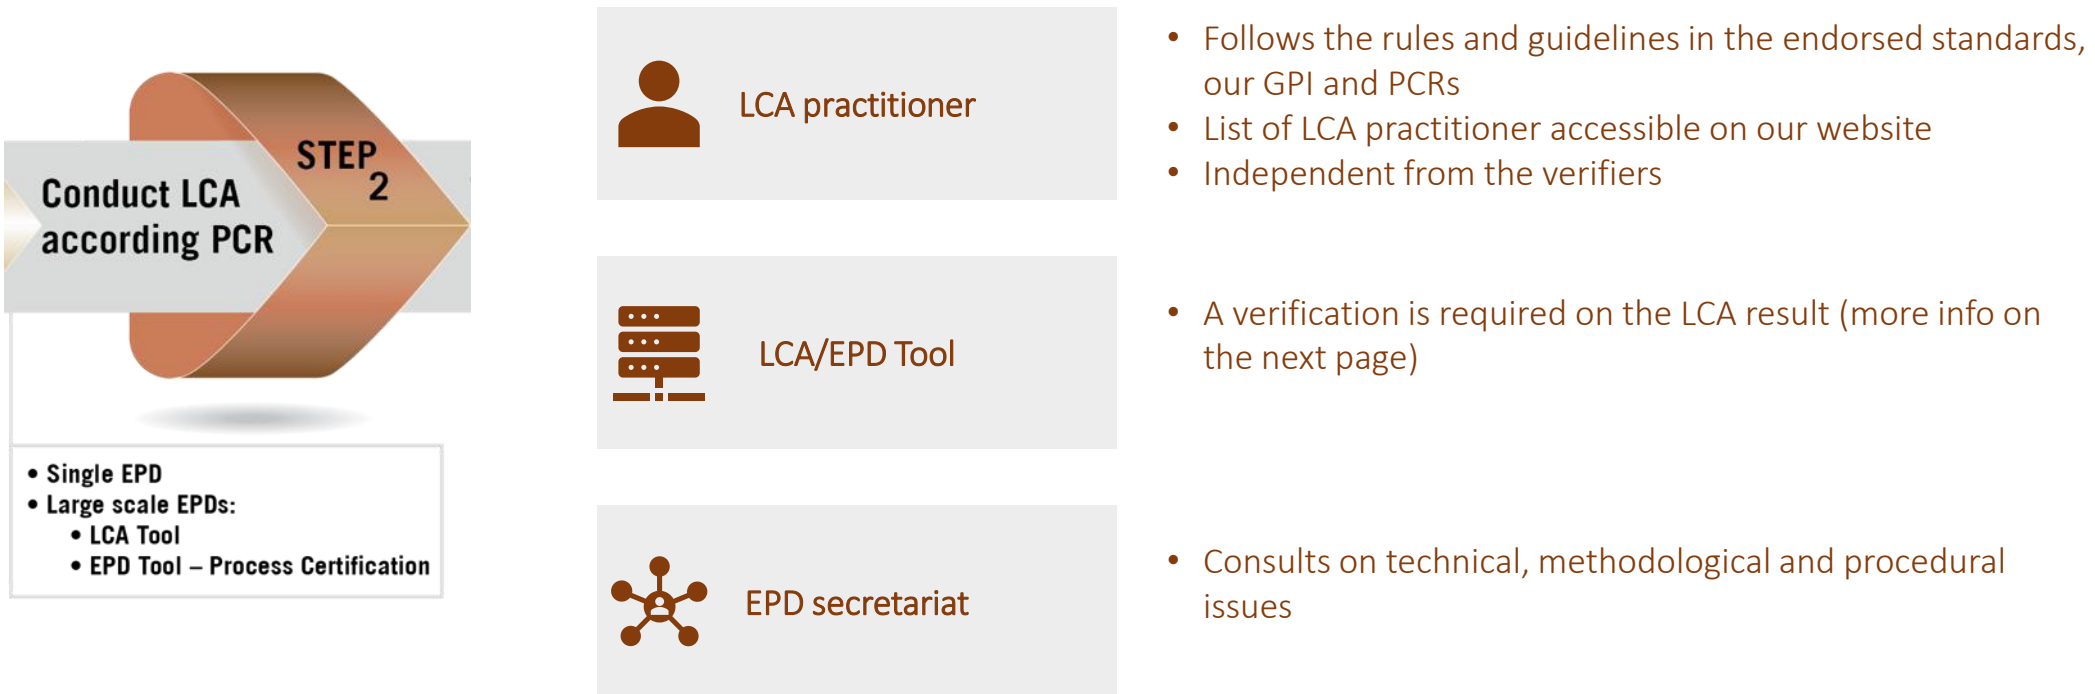 STEP
2
Conduct LCA
according PCR
• Single EPD
• Large scale EPDs:
• LCA Tool
• EPD Tool – Process Certification
LCA practitioner
• Follows the rules and guidelines in the endorsed standards,
our GPI and PCRs
• List of LCA practitioner accessible on our website
• Independent from the verifiers
LCA/EPD Tool
• A verification is required on the LCA result (more info on
the next page)
EPD secretariat
• Consults on technical, methodological and procedural
issues